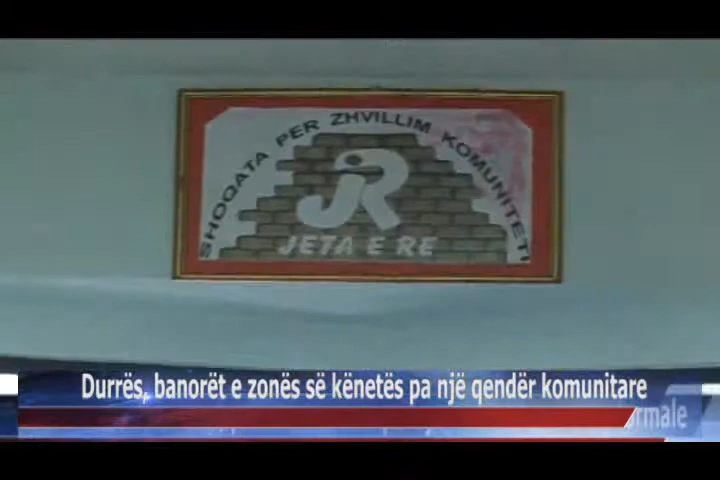 SHOQATA PER ZHVILLIM KOMUNITETI
JR
JETA E RE
Durrës, banorët e zonës së kënetës pa një qendër komunitare